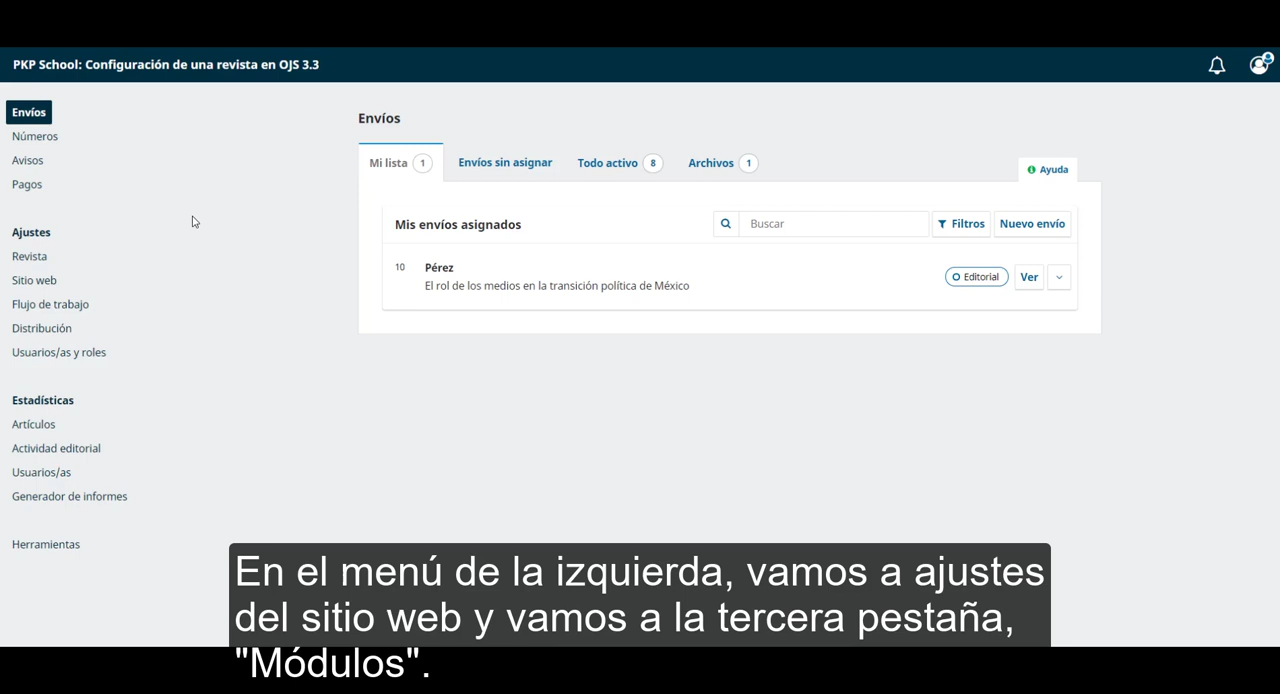 PKP School: Configuración de una revista en OJS 3.3
Envíos
Números
Avisos
Pagos
Ajustes
Revista
Sitio web
Flujo de trabajo
Distribución
Usuarios/as y roles
Estadísticas
Artículos
Actividad editorial
Usuarios/as
Generador de informes
Herramientas
Envíos
Mi lista 1 Envíos sin asignar Todo activo 8 Archivos 1
Ayuda
Mis envíos asignados Buscar Filtros Nuevo envío
10 Pérez
El rol de los medios en la transición política de México
Editorial Ver
En el menú de la izquierda, vamos a ajustes
del sitio web y vamos a la tercera pestaña,
"Módulos".